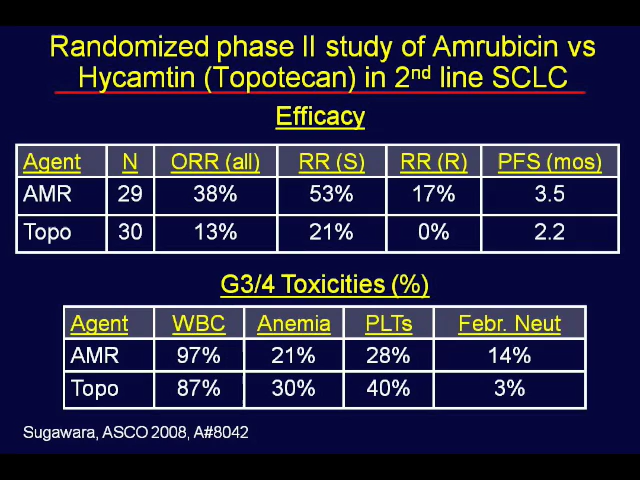 Randomized phase II study of Amrubicin vs
Hycamtin (Topotecan) in 2nd line SCLC
Efficacy
Agent N ORR (all) RR (S) RR (R) PFS (mos)
AMR 29 38% 53% 17% 3.5
Topo 30 13% 21% 0% 2.2
G3/4 Toxicities (%)
Agent WBC Anemia PLTs Febr. Neut
AMR 97% 21% 28% 14%
Topo 87% 30% 40% 3%
Sugawara, ASCO 2008, A#8042